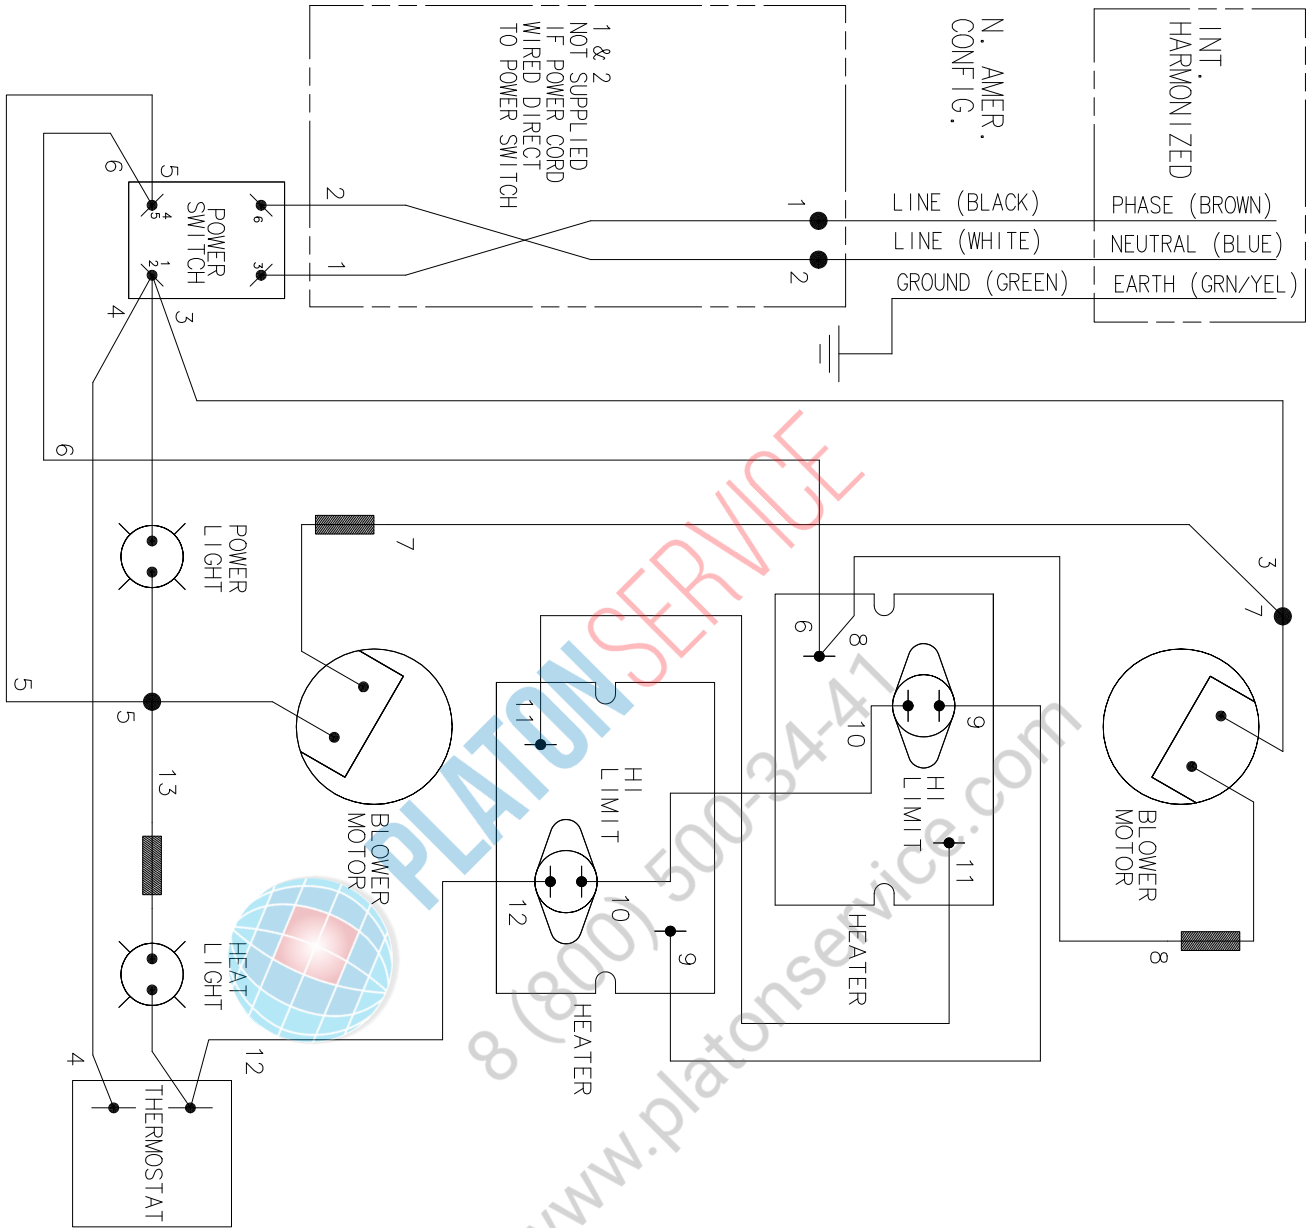 INT.
HARMONIZED
N. AMER.
CONFIG.
1 & 2
NOT SUPPLIED
IF POWER CORD
WIRED DIRECT
TO POWER SWITCH
LINE (BLACK)
PHASE (BROWN)
LINE (WHITE)
NEUTRAL (BLUE)
GROUND (GREEN)
EARTH (GRN/YEL)
1
2
2
1
5
6
POWER
SWITCH
6
3
4
5
1
2
4
3
6
POWER
LIGHT
7
3
7
6
8
5
5
13
11
HI
LIMIT
10
9
HI
LIMIT
11
BLOWER
MOTOR
BLOWER
MOTOR
12
10
9
HEATER
8
HEAT
LIGHT
HEATER
12
4
THERMOSTAT
PLATONSERVICE
8 (800) 500-34-41
www.platonservice.com